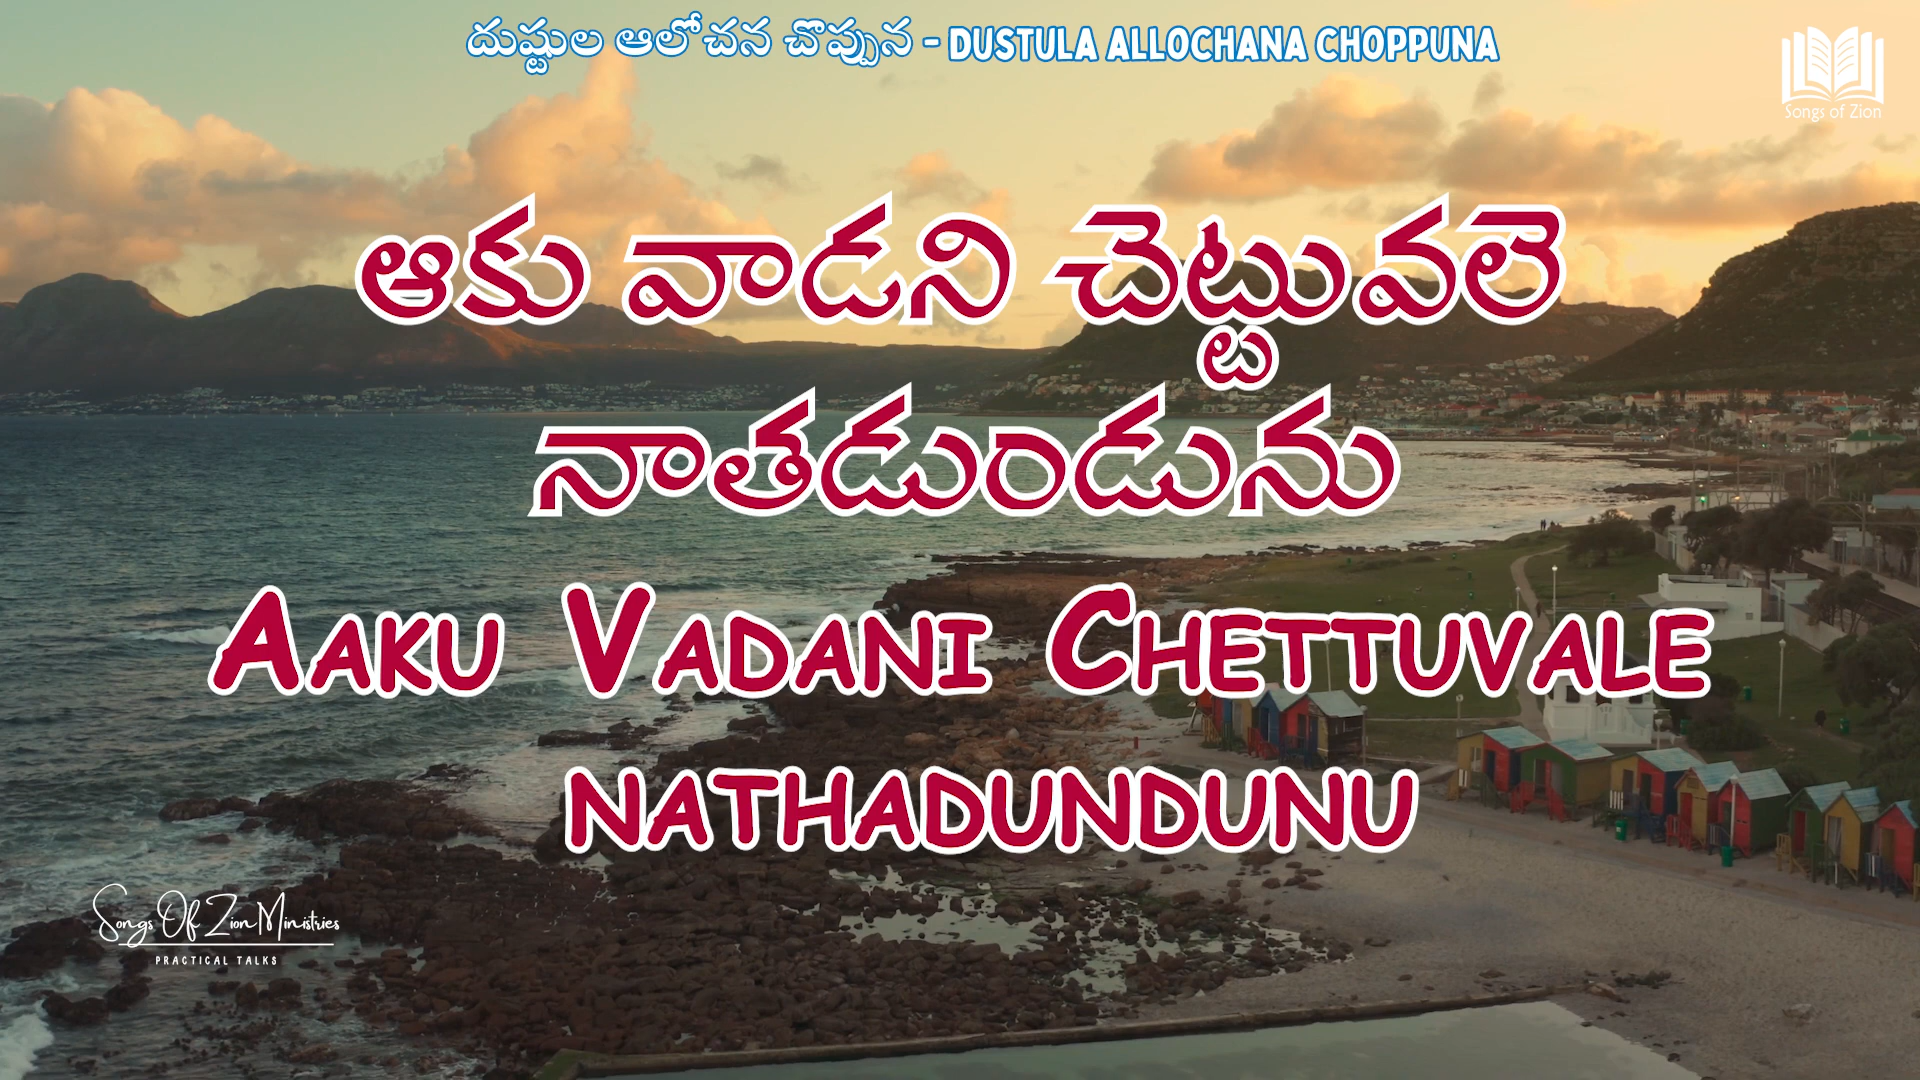 దుష్టుల ఆలోచన చొప్పున - DUSTULA ALLOCHANA CHOPPUNA
Songs of Zion
ఆకు వాడని చెట్టువలె
నాతడుండును
AAKU VADANI CHETTUVALE
NATHADUNDUNU
Songs Of Zion Ministries
PRACTICAL TALKS